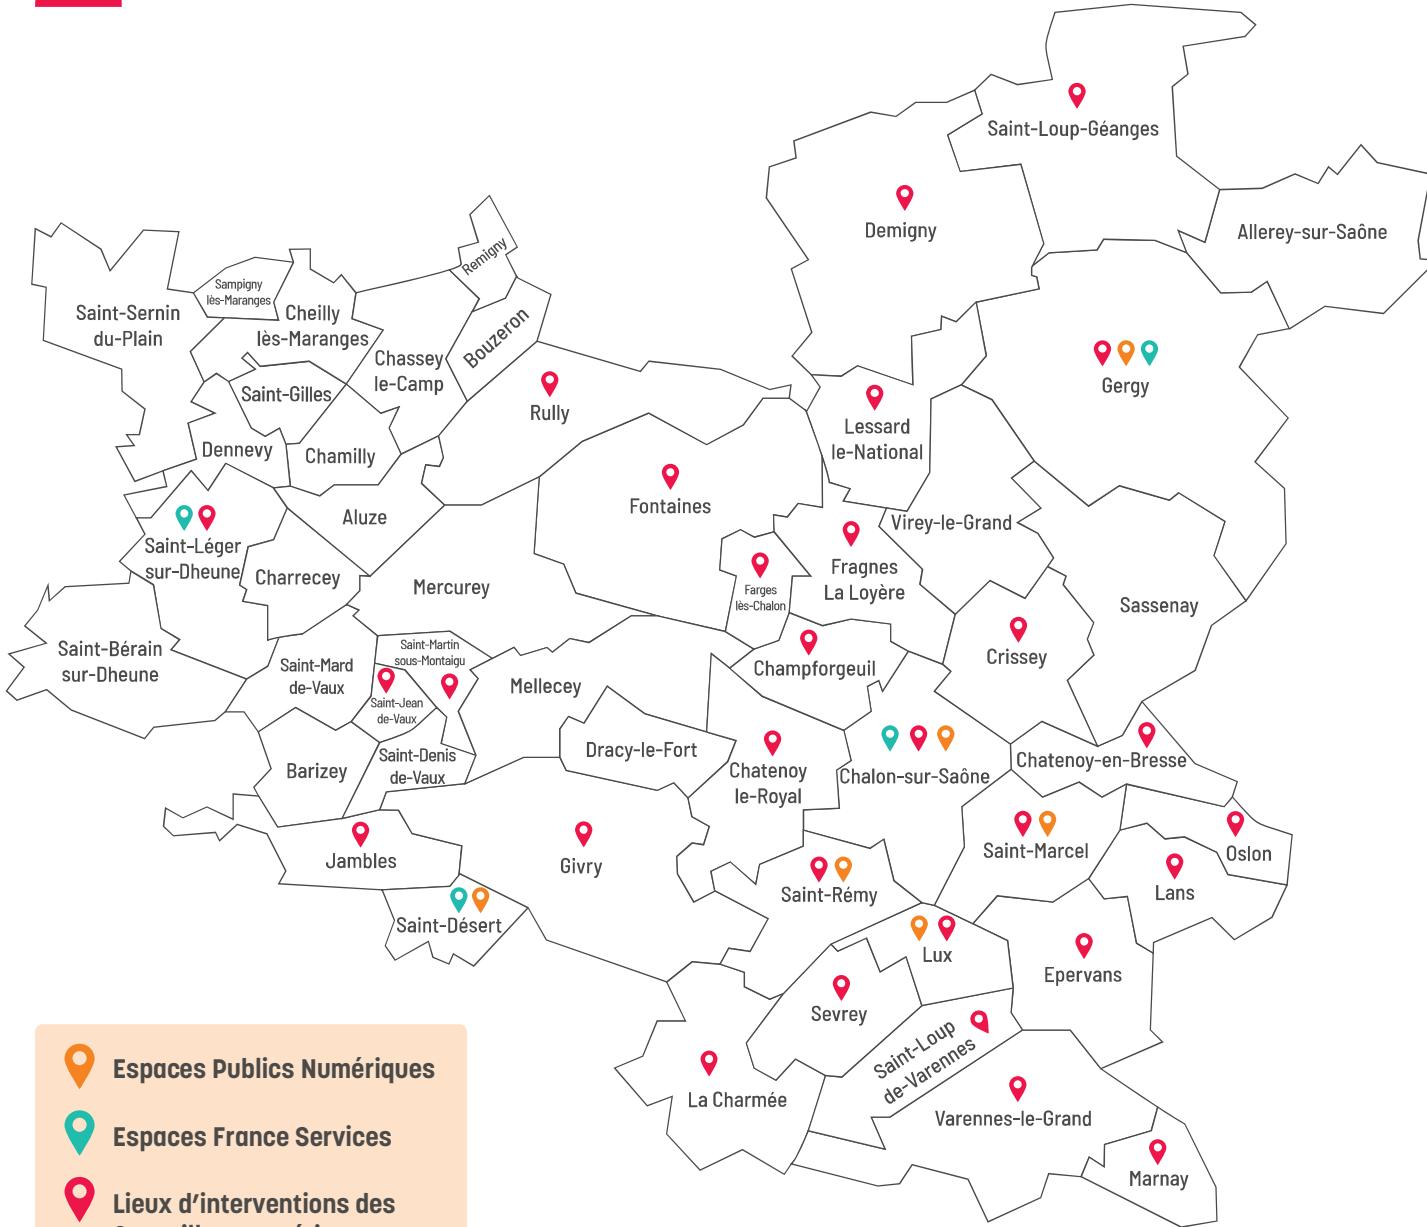 Saint-Loup-Géanges
Demigny
Allerey-sur-Saône
Remigny
Sampigny
lès-Maranges
Saint-Sernin
du-Plain
Cheilly
lès-Maranges
Bouzeron
Chassey
le-Camp
Gergy
Saint-Gilles
Rully
Lessard
le-National
Dennevy
Chamilly
Fontaines
Aluze
Virey-le-Grand
Saint-Léger
sur-Dheune
Charrecey
Mercurey
Farges
lès-Chalon
Fragnes
La Loyère
Sassenay
Saint-Bérain
sur-Dheune
Saint-Mard
de-Vaux
Saint-Martin
sous-Montaigu
Mellecey
Champforgeuil
Crissey
Saint-Jean
de-Vaux
Barizey
Saint-Denis
de-Vaux
Dracy-le-Fort
Chatenoy
le-Royal
Chalon-sur-Saône
Chatenoy-en-Bresse
Jambles
Givry
Saint-Marcel
Oslon
Saint-Rémy
Lans
Saint-Désert
Lux
Epervans
Sevrey
Saint-Loup
de-Varennes
La Charmée
Varennes-le-Grand
Marnay
Espaces Publics Numériques
Espaces France Services
Lieux d'interventions des